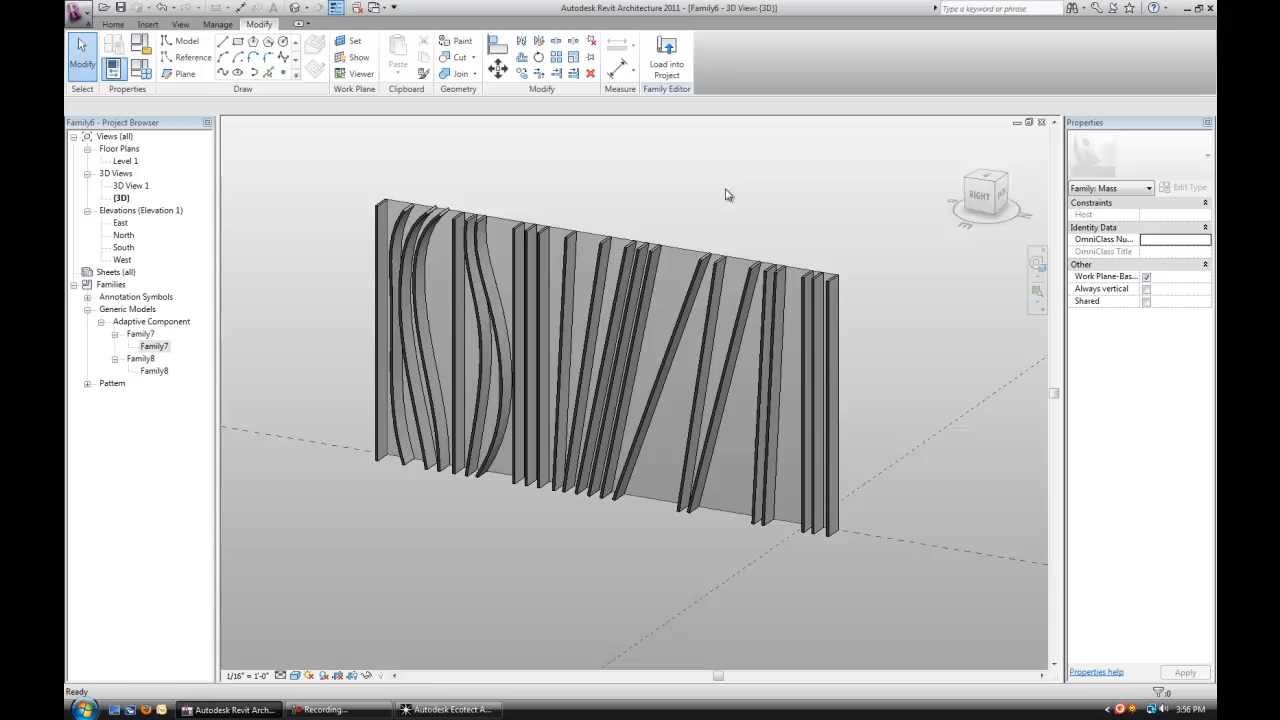 Autodesk Revit Architecture 2011 - [Family6 - 3D View: {3D}]
Type a keyword or phrase
Home Insert View Manage Modify
Modify
Model
Reference
Plane
Set
Show
Viewer
Paste
Paint
Cut
Join
Load into
Project
Select Properties Draw Work Plane Clipboard Geometry Modify Measure Family Editor
Family6 - Project Browser
Views (all)
Floor Plans
Level 1
3D Views
3D View 1
{3D}
Elevations (Elevation 1)
East
North
South
West
Sheets (all)
Families
Annotation Symbols
Generic Models
Adaptive Component
Family7
Family7
Family8
Family8
Pattern
RIGHT
Properties
Family: Mass
Edit Type
Constraints
Host
Identity Data
OmniClass Nu...
OmniClass Title
Other
Work Plane-Bas...
Always vertical
Shared
Properties help
Apply
1/16" = 1'-0"
Ready
:0
Autodesk Revit Arch...
Recording...
Autodesk Ecotect A...
3:56 PM